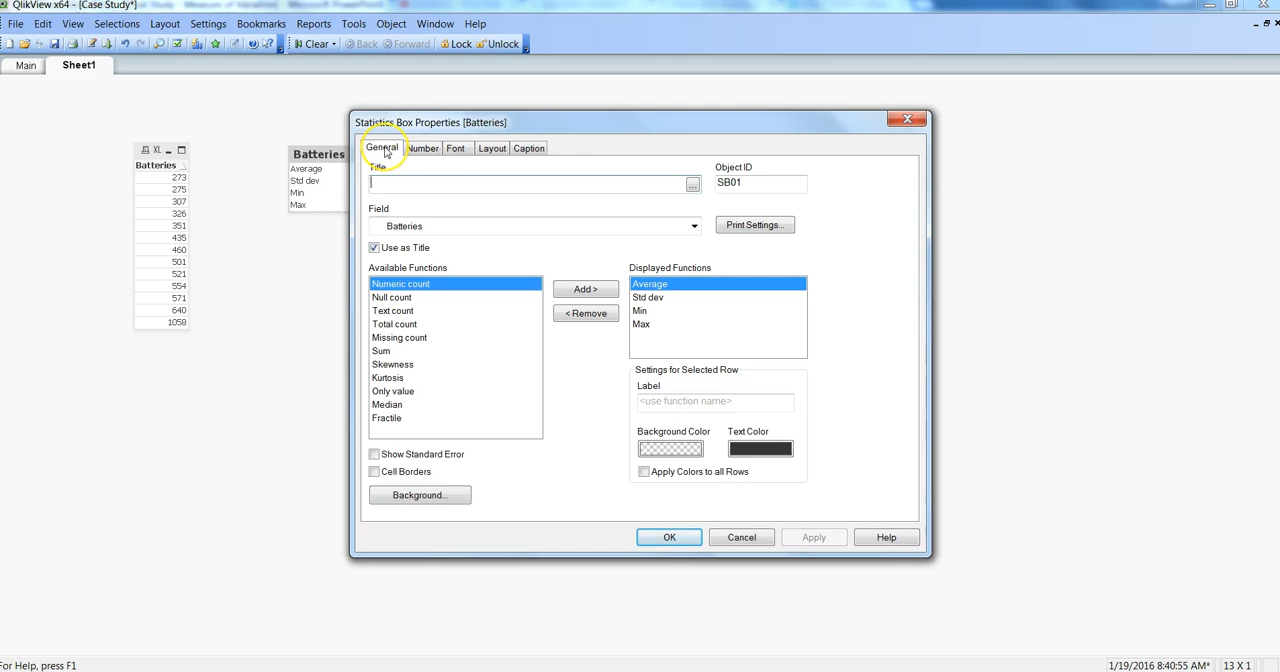 QlikView x64 - [Case Study*]
File Edit View Selections Layout Settings Bookmarks Reports Tools Object Window Help
Clear Back Forward Lock Unlock
Main Sheet1
Statistics Box Properties [Batteries]
General Number Font Layout Caption
Title Object ID
SB01
Field
Batteries Print Settings...
Use as Title
Available Functions Displayed Functions
Numeric count
Null count
Text count
Total count
Missing count
Sum
Skewness
Kurtosis
Only value
Median
Fractile
Add >
< Remove
Average
Std dev
Min
Max
Settings for Selected Row
Label
<use function name>
Background Color Text Color
Apply Colors to all Rows
Show Standard Error
Cell Borders
Background...
OK Cancel Apply Help
XL
Batteries
273
275
307
326
351
435
460
501
521
554
571
640
1058
Batteries
Average
Std dev
Min
Max
For Help, press F1 1/19/2016 8:40:55 AM* 13 X 1